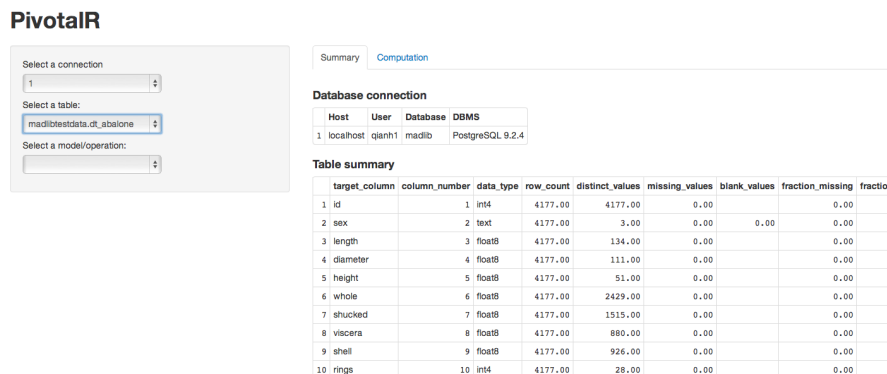 PivotalR
Select a connection
1
Select a table:
madlibtestdata.dt_abalone
Select a model/operation:
Summary Computation
Database connection
Host User Database DBMS
1 localhost qianh1 madlib PostgreSQL 9.2.4
Table summary
target_column column_number data_type row_count distinct_values missing_values blank_values fraction_missing fractio
1 id 1 int4 4177.00 4177.00 0.00 0.00
2 sex 2 text 4177.00 3.00 0.00 0.00 0.00
3 length 3 float8 4177.00 134.00 0.00 0.00
4 diameter 4 float8 4177.00 111.00 0.00 0.00
5 height 5 float8 4177.00 51.00 0.00 0.00
6 whole 6 float8 4177.00 2429.00 0.00 0.00
7 shucked 7 float8 4177.00 1515.00 0.00 0.00
8 viscera 8 float8 4177.00 880.00 0.00 0.00
9 shell 9 float8 4177.00 926.00 0.00 0.00
10 rings 10 int4 4177.00 28.00 0.00 0.00